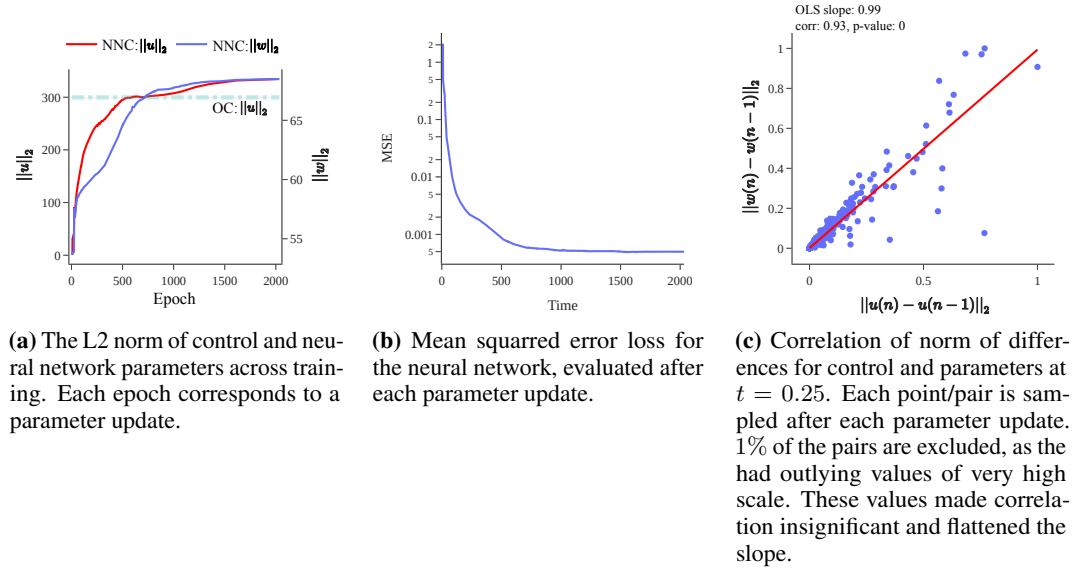 NNC:||u||₂ NNC:||w||₂
300
200
100
0
||u||₂
OC:||u||₂
65
60
55
||w||₂
0 500 1000 1500 2000
Epoch
2
1
5
2
0.1
5
2
0.01
5
2
0.001
5
MSE
0 500 1000 1500 2000
Time
OLS slope: 0.99
corr: 0.93, p-value: 0
1
0.8
0.6
0.4
0.2
0
||w(n) − w(n − 1)||₂
0 0.5 1
||u(n) − u(n − 1)||₂
(a) The L2 norm of control and neu-
ral network parameters across train-
ing. Each epoch corresponds to a
parameter update.
(b) Mean squarred error loss for
the neural network, evaluated after
each parameter update.
(c) Correlation of norm of differ-
ences for control and parameters at
t = 0.25. Each point/pair is sam-
pled after each parameter update.
1% of the pairs are excluded, as the
had outlying values of very high
scale. These values made correla-
tion insignificant and flattened the
slope.